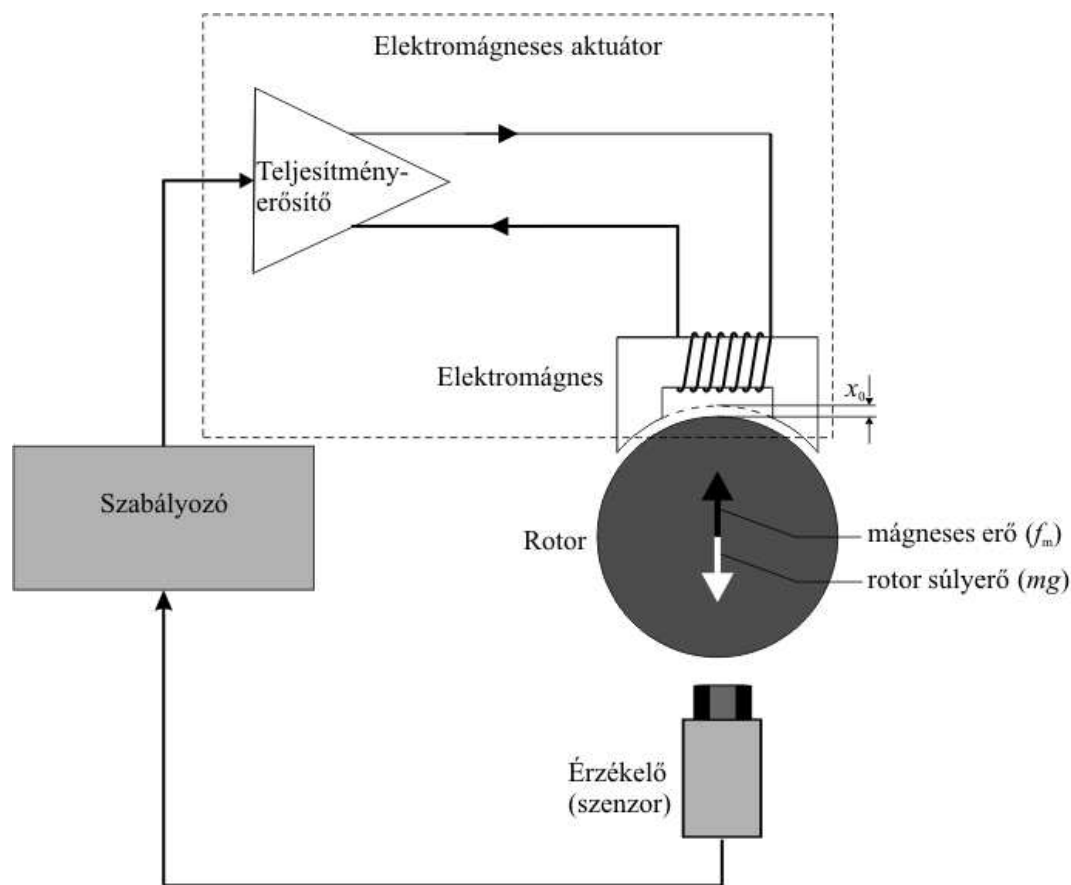 Elektromágneses aktuátor
Teljesítmény-
erősítő
Elektromágnes
x₀
Szabályozó
Rotor
mágneses erő (fₘ)
rotor súlyerő (mg)
Érzékelő
(szenzor)